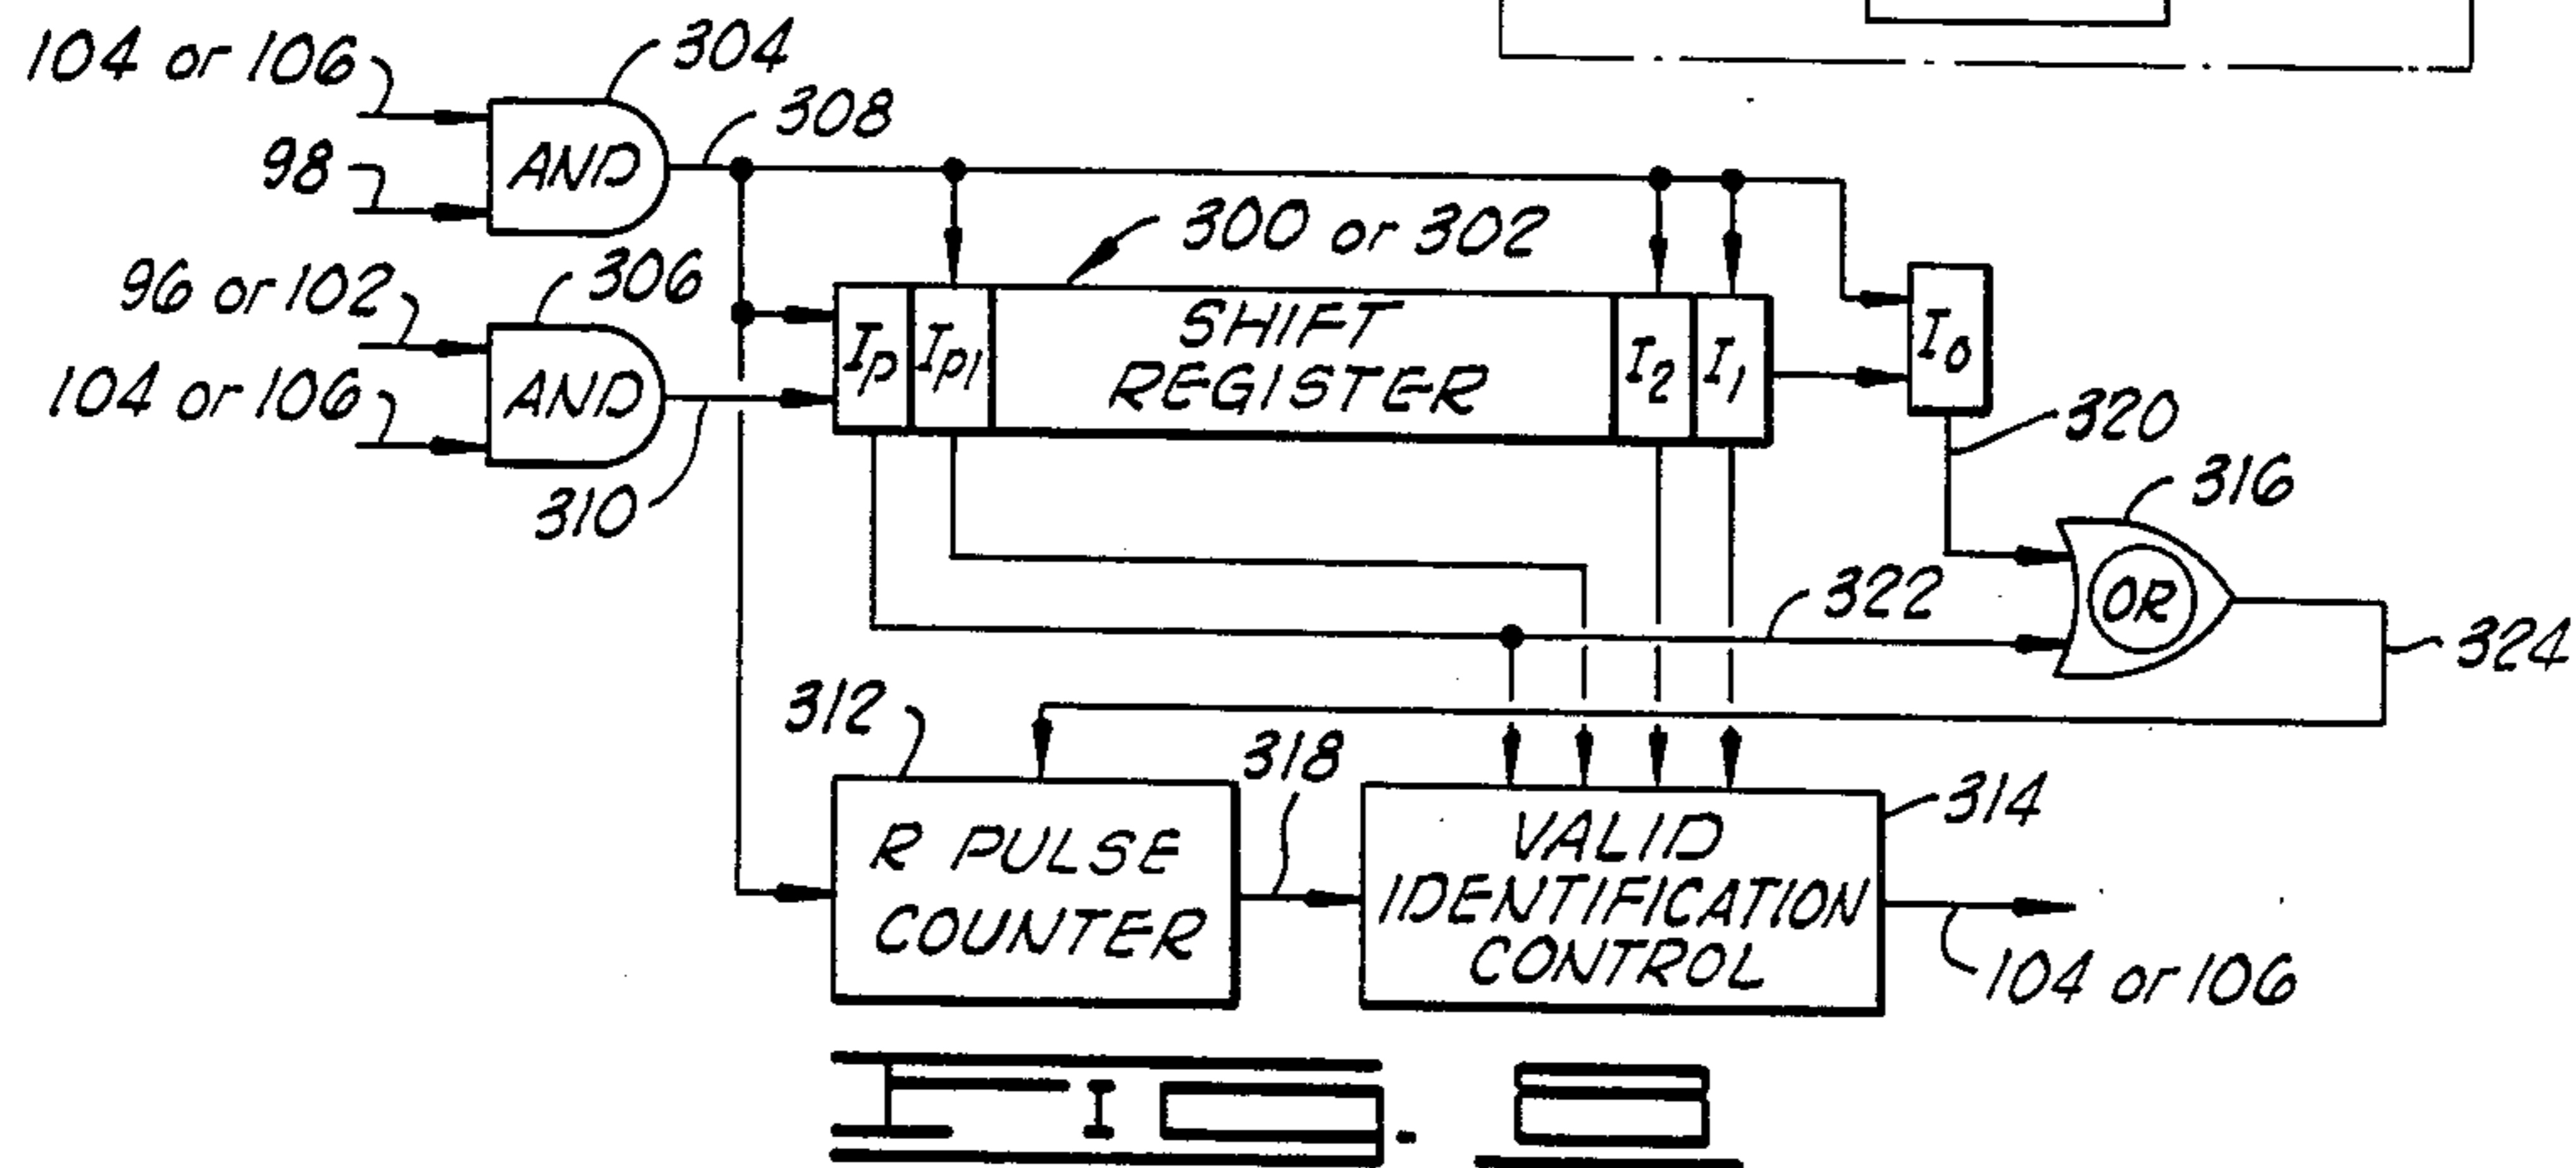 104 or 106
304
98
AND
308
300 or 302
96 or 102
306
104 or 106
AND
310
Ip
Ip1
SHIFT
REGISTER
I2
I1
I0
320
316
OR
322
324
312
318
314
R PULSE
COUNTER
VALID
IDENTIFICATION
CONTROL
104 or 106